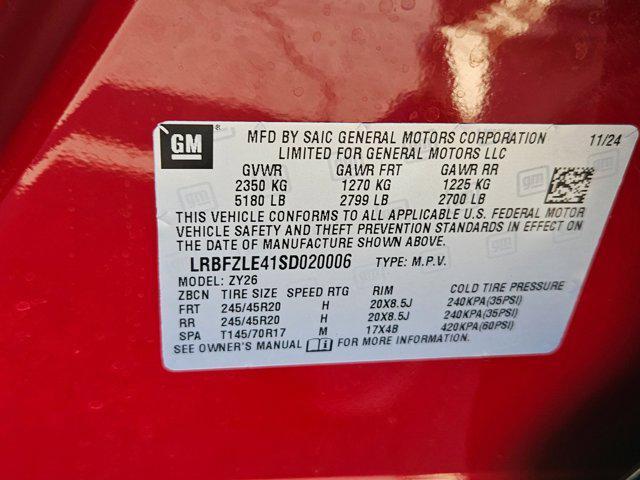 GM ® MFD BY SAIC GENERAL MOTORS CORPORATION 11/24
LIMITED FOR GENERAL MOTORS LLC
GVWR GAWR FRT GAWR RR
2350 KG 1270 KG 1225 KG
5180 LB 2799 LB 2700 LB
THIS VEHICLE CONFORMS TO ALL APPLICABLE U.S. FEDERAL MOTOR
VEHICLE SAFETY AND THEFT PREVENTION STANDARDS IN EFFECT ON
THE DATE OF MANUFACTURE SHOWN ABOVE.
LRBFZLE41SD020006 TYPE: M.P.V.
MODEL: ZY26
ZBCN TIRE SIZE SPEED RTG RIM COLD TIRE PRESSURE
FRT 245/45R20 H 20X8.5J 240KPA(35PSI)
RR 245/45R20 H 20X8.5J 240KPA(35PSI)
SPA T145/70R17 M 17X4B 420KPA(60PSI)
SEE OWNER'S MANUAL i FOR MORE INFORMATION.